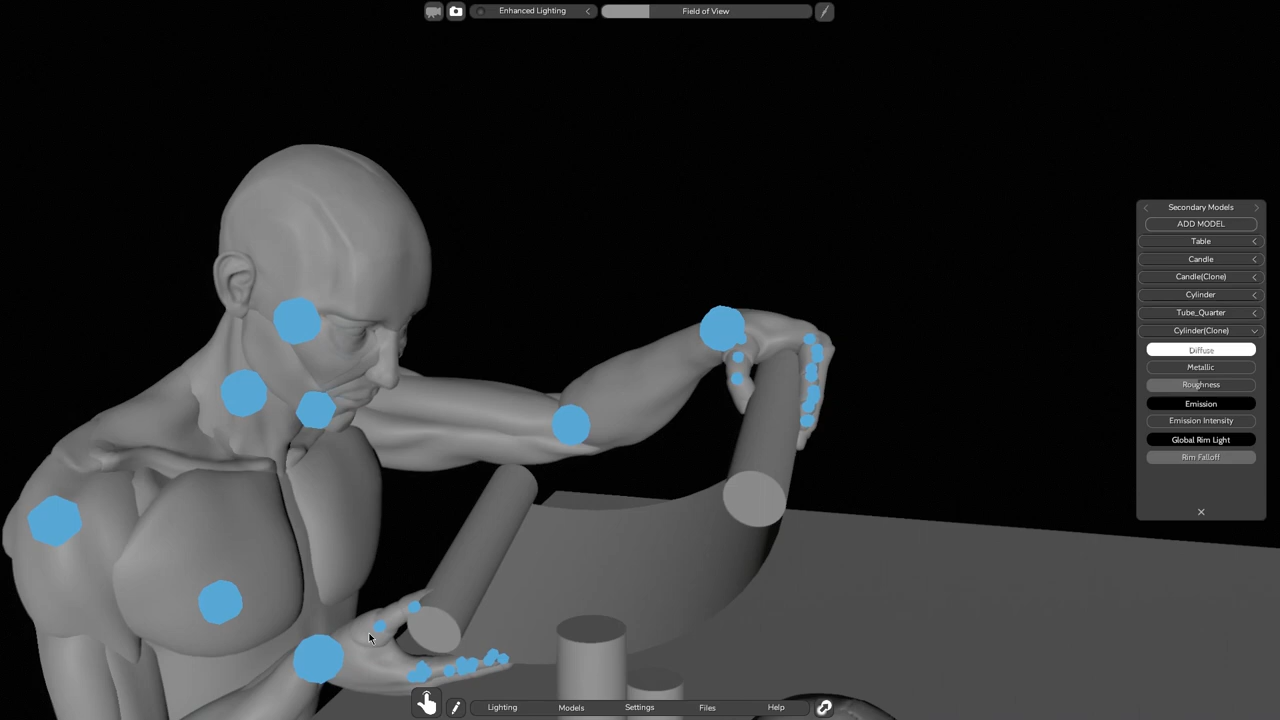 Enhanced Lighting
Field of View
Secondary Models
ADD MODEL
Table
Candle
Candle(Clone)
Cylinder
Tube_Quarter
Cylinder(Clone)
Diffuse
Metallic
Roughness
Emission
Emission Intensity
Global Rim Light
Rim Falloff
Lighting
Models
Settings
Files
Help